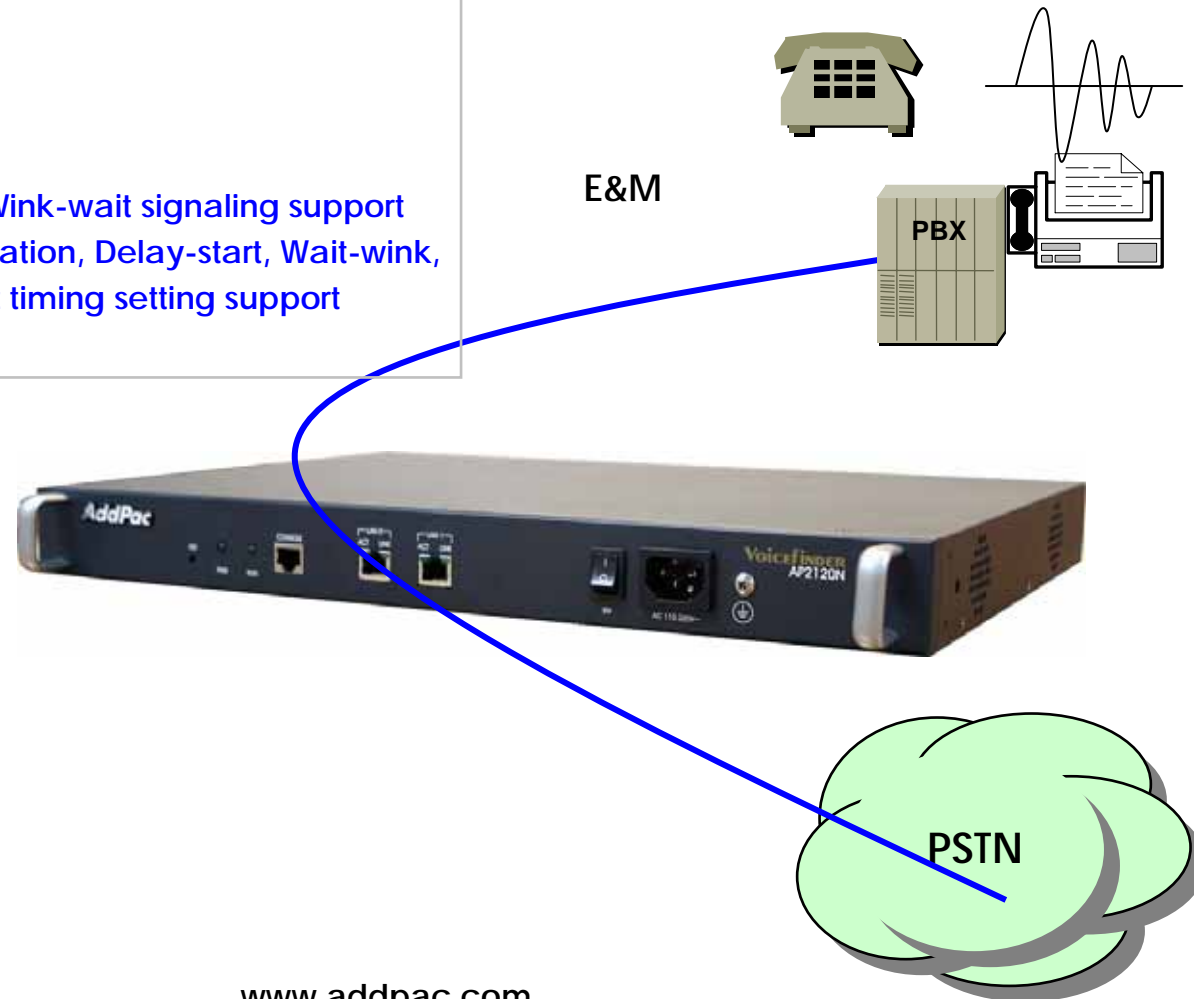 E&M
Wink-wait signaling support
ation, Delay-start, Wait-wink,
timing setting support
PBX
AddPac
CONSOLE
VoiceFinder
AP2120N
PSTN
www.addpac.com